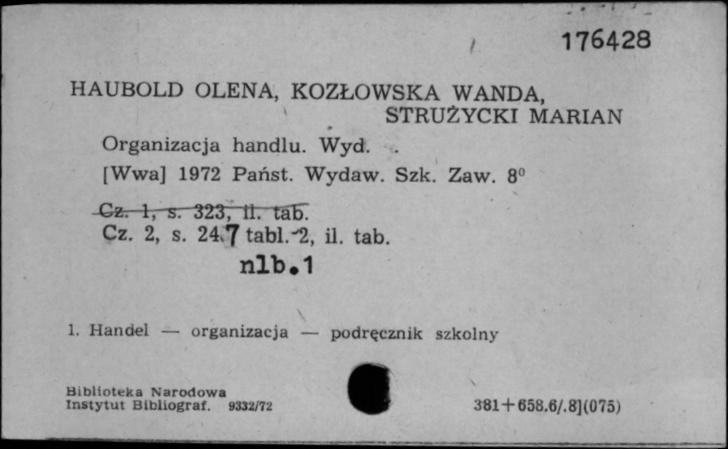 176428
HAUBOLD OLENA, KOZŁOWSKA WANDA,
STRUŻYCKI MARIAN
Organizacja handlu. Wyd. .
[Wwa] 1972 Państ. Wydaw. Szk. Zaw. 8º
Cz. 1, s. 323, il. tab.
Cz. 2, s. 247 tabl. 2, il. tab.
nlb.1
1. Handel — organizacja — podręcznik szkolny
Biblioteka Narodowa
Instytut Bibliograf. 9332/72
381+658.6/.8](075)